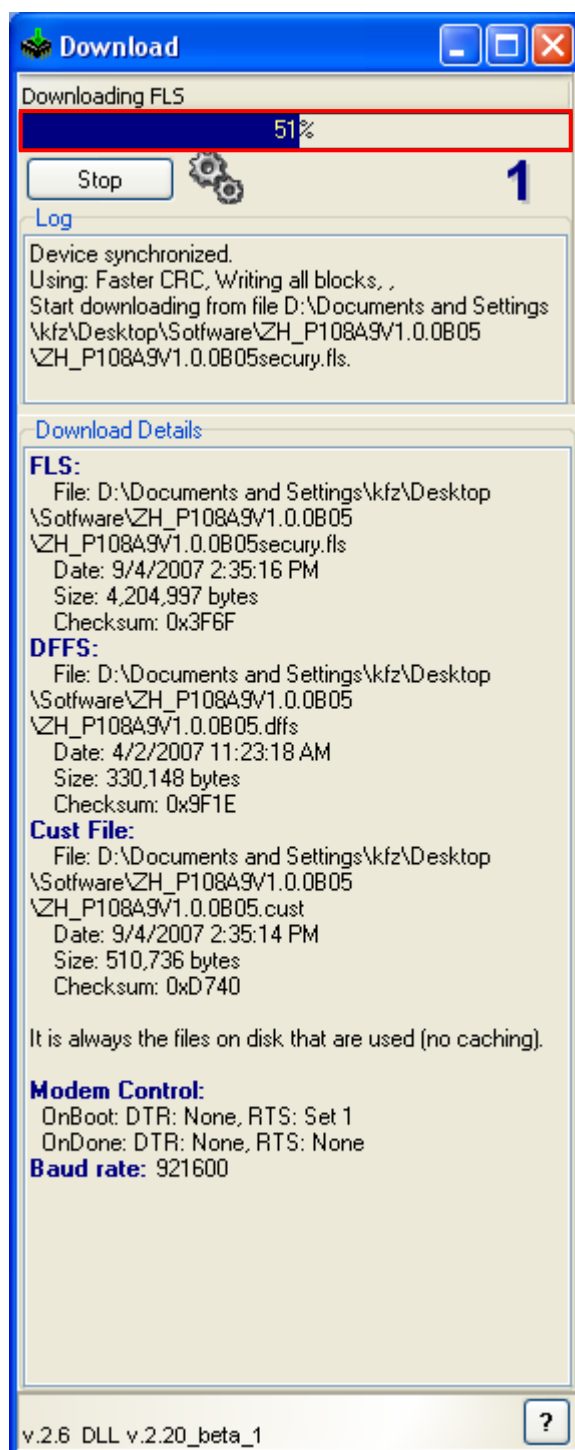 Download
Downloading FLS
51%
Stop
1
Log
Device synchronized.
Using: Faster CRC, Writing all blocks, ,
Start downloading from file D:\Documents and Settings
\kfz\Desktop\Sotfware\ZH_P108A9V1.0.0B05
\ZH_P108A9V1.0.0B05secury.fls.
Download Details
FLS:
File: D:\Documents and Settings\kfz\Desktop
\Sotfware\ZH_P108A9V1.0.0B05
\ZH_P108A9V1.0.0B05secury.fls
Date: 9/4/2007 2:35:16 PM
Size: 4,204,997 bytes
Checksum: 0x3F6F
DFFS:
File: D:\Documents and Settings\kfz\Desktop
\Sotfware\ZH_P108A9V1.0.0B05
\ZH_P108A9V1.0.0B05.dffs
Date: 4/2/2007 11:23:18 AM
Size: 330,148 bytes
Checksum: 0x9F1E
Cust File:
File: D:\Documents and Settings\kfz\Desktop
\Sotfware\ZH_P108A9V1.0.0B05
\ZH_P108A9V1.0.0B05.cust
Date: 9/4/2007 2:35:14 PM
Size: 510,736 bytes
Checksum: 0xD740
It is always the files on disk that are used (no caching).
Modem Control:
OnBoot: DTR: None, RTS: Set 1
OnDone: DTR: None, RTS: None
Baud rate: 921600
?
v.2.6 DLL v.2.20_beta_1